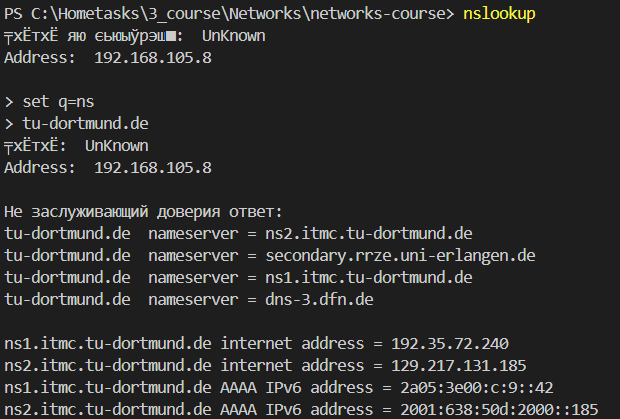 PS C:\Hometasks\3_course\Networks\networks-course> nslookup
╤хЁтхЁ яю єьюыўрэш■:  UnKnown
Address:  192.168.105.8
> set q=ns
> tu-dortmund.de
╤хЁтхЁ:  UnKnown
Address:  192.168.105.8
Не заслуживающий доверия ответ:
tu-dortmund.de  nameserver = ns2.itmc.tu-dortmund.de
tu-dortmund.de  nameserver = secondary.rrze.uni-erlangen.de
tu-dortmund.de  nameserver = ns1.itmc.tu-dortmund.de
tu-dortmund.de  nameserver = dns-3.dfn.de
ns1.itmc.tu-dortmund.de internet address = 192.35.72.240
ns2.itmc.tu-dortmund.de internet address = 129.217.131.185
ns1.itmc.tu-dortmund.de AAAA IPv6 address = 2a05:3e00:c:9::42
ns2.itmc.tu-dortmund.de AAAA IPv6 address = 2001:638:50d:2000::185